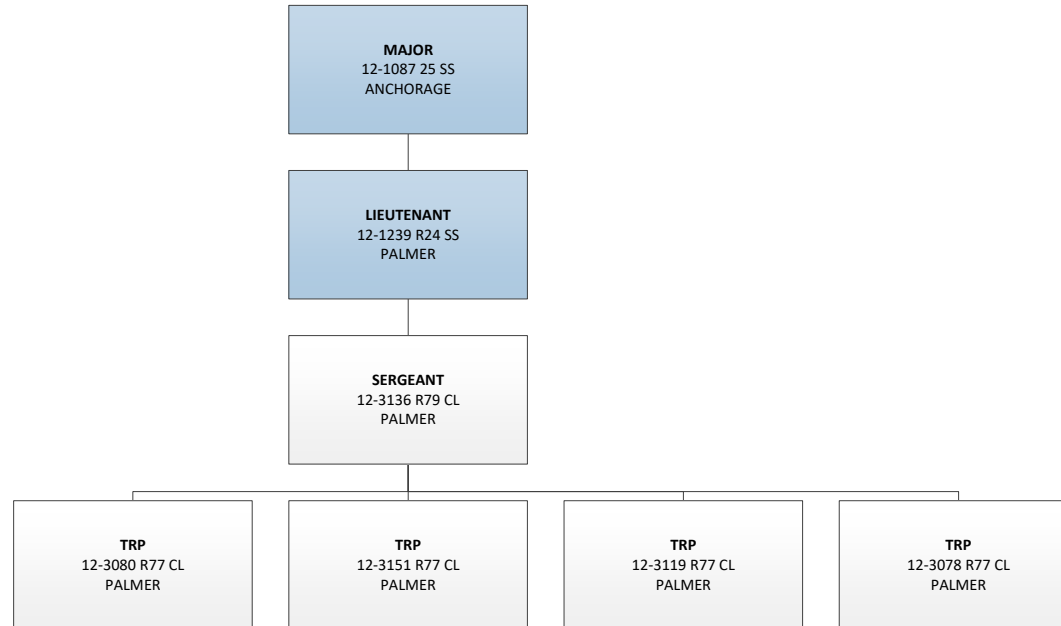 MAJOR
12-1087 25 SS
ANCHORAGE
LIEUTENANT
12-1239 R24 SS
PALMER
SERGEANT
12-3136 R79 CL
PALMER
TRP
12-3080 R77 CL
PALMER
TRP
12-3151 R77 CL
PALMER
TRP
12-3119 R77 CL
PALMER
TRP
12-3078 R77 CL
PALMER